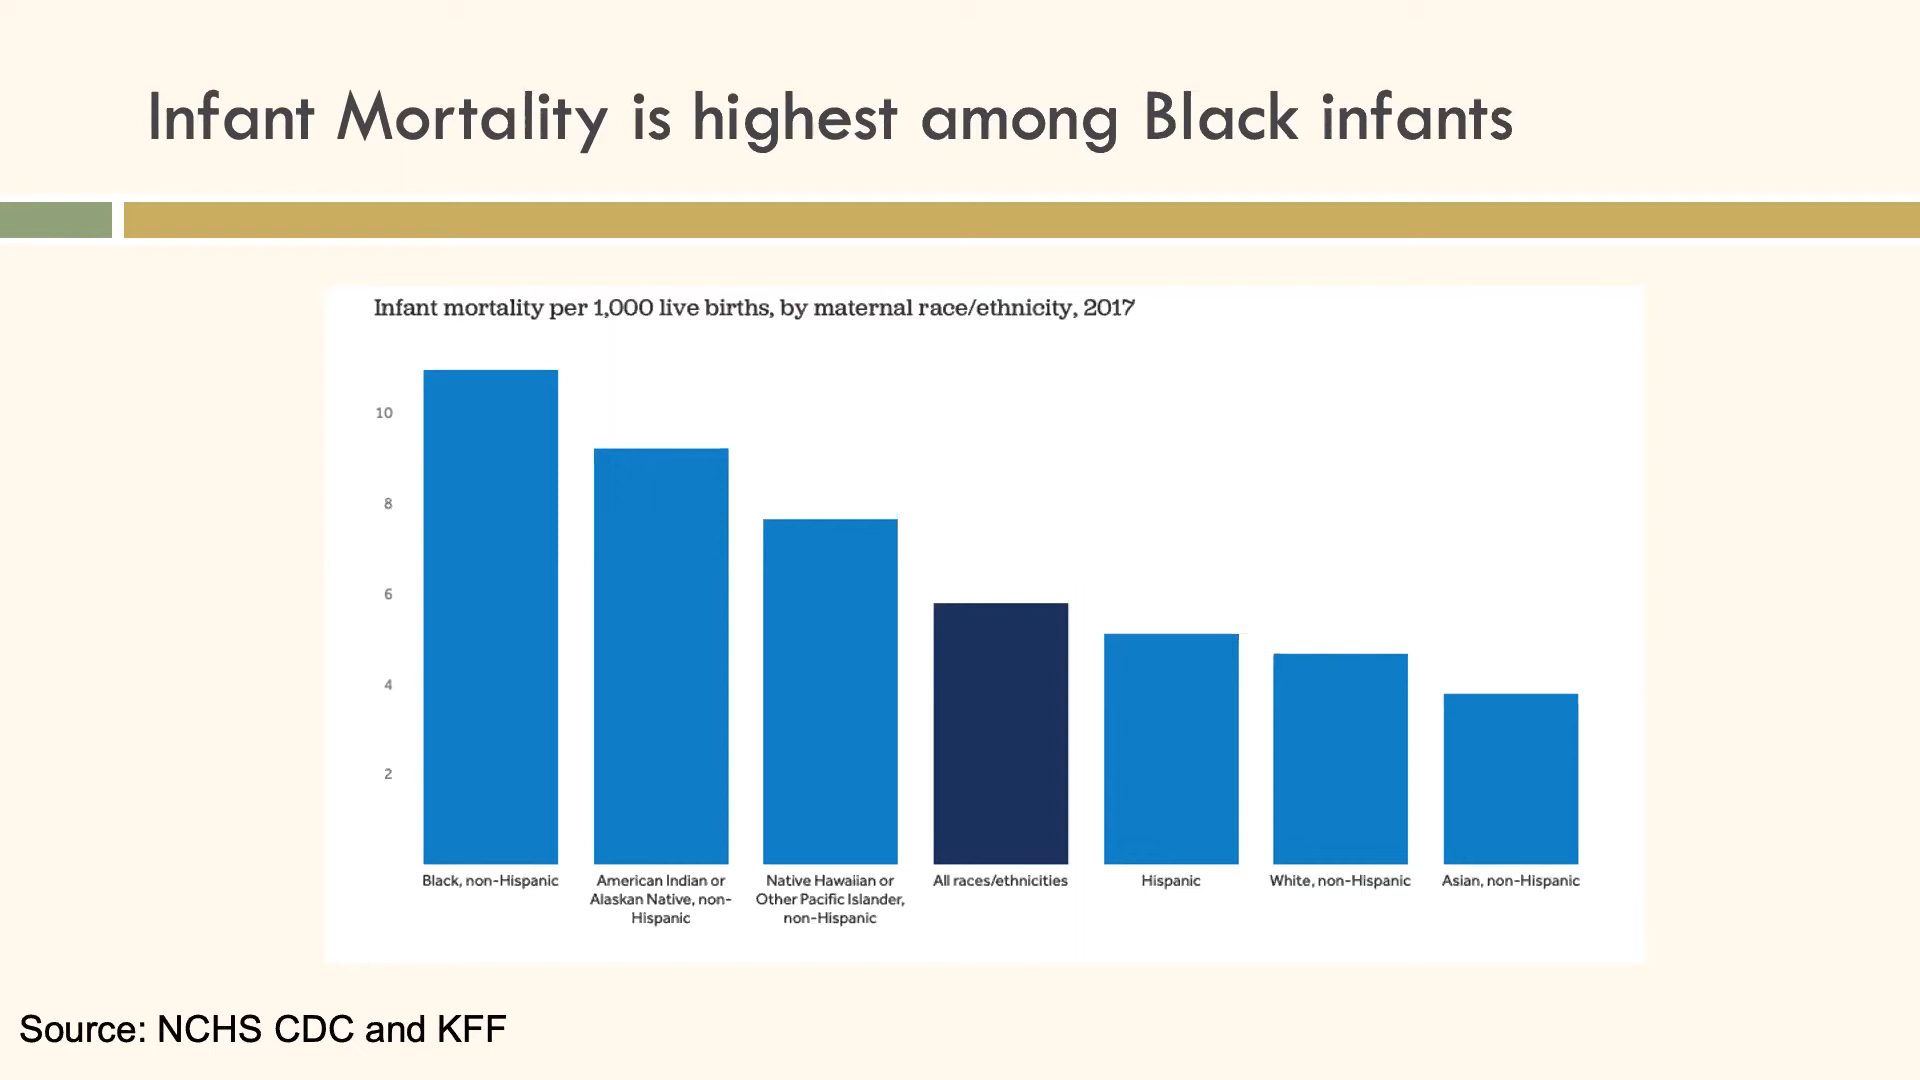 Infant Mortality is highest among Black infants
Infant mortality per 1,000 live births, by maternal race/ethnicity, 2017
10
8
6
4
2
Black, non-Hispanic
American Indian or
Alaskan Native, non-
Hispanic
Native Hawaiian or
Other Pacific Islander,
non-Hispanic
All races/ethnicities
Hispanic
White, non-Hispanic
Asian, non-Hispanic
Source: NCHS CDC and KFF